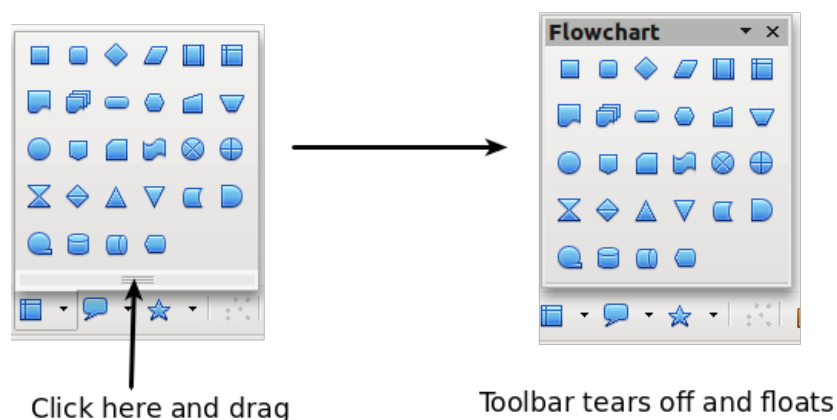 Flowchart
Click here and drag
Toolbar tears off and floats